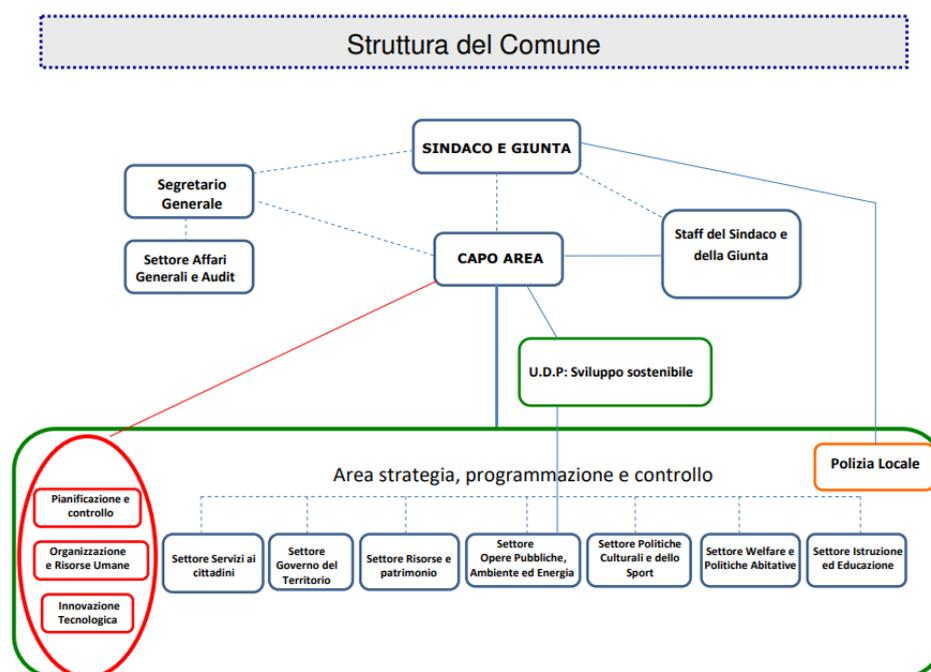 Struttura del Comune
SINDACO E GIUNTA
Segretario
Generale
Staff del Sindaco e
della Giunta
Settore Affari
Generali e Audit
CAPO AREA
U.D.P: Sviluppo sostenibile
Polizia Locale
Area strategia, programmazione e controllo
Pianificazione e
controllo
Organizzazione
e Risorse Umane
Innovazione
Tecnologica
Settore Servizi ai
cittadini
Settore
Governo del
Territorio
Settore Risorse e
patrimonio
Settore
Opere Pubbliche,
Ambiente ed Energia
Settore Politiche
Culturali e dello
Sport
Settore Welfare e
Politiche Abitative
Settore Istruzione
ed Educazione